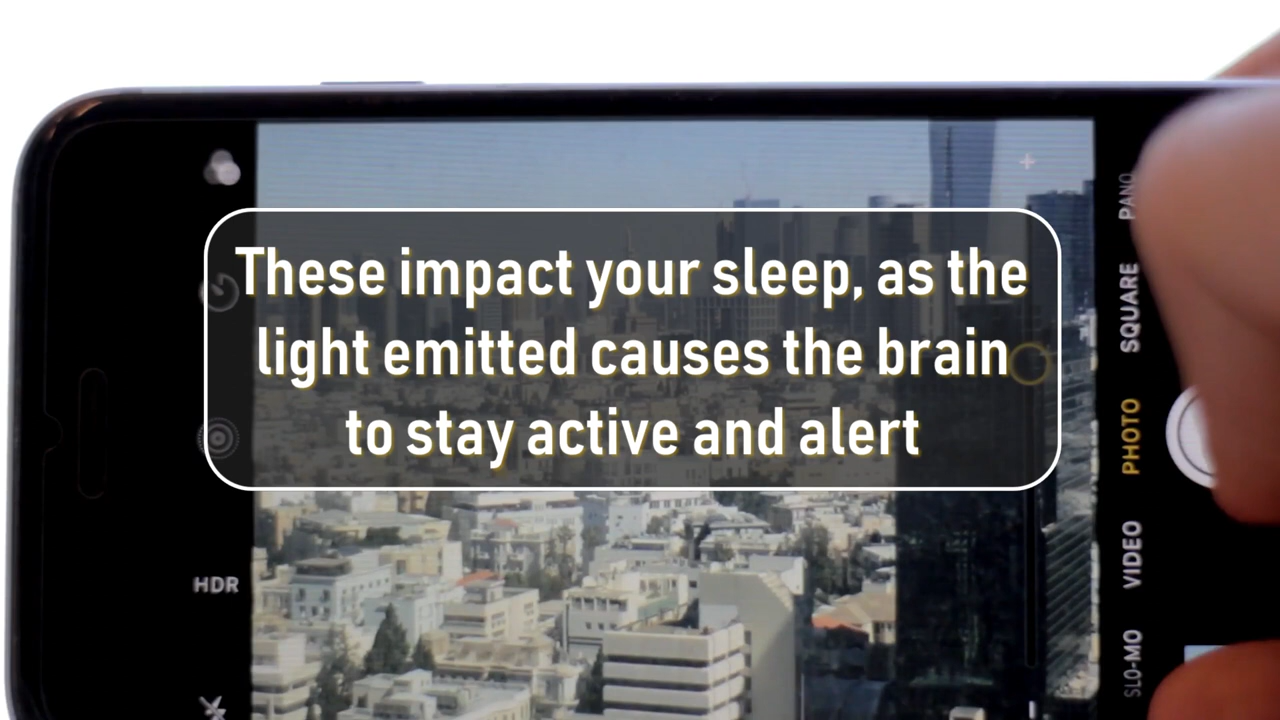 These impact your sleep, as the
light emitted causes the brain
to stay active and alert
PANO
SQUARE
PHOTO
VIDEO
SLO-MO
HDR